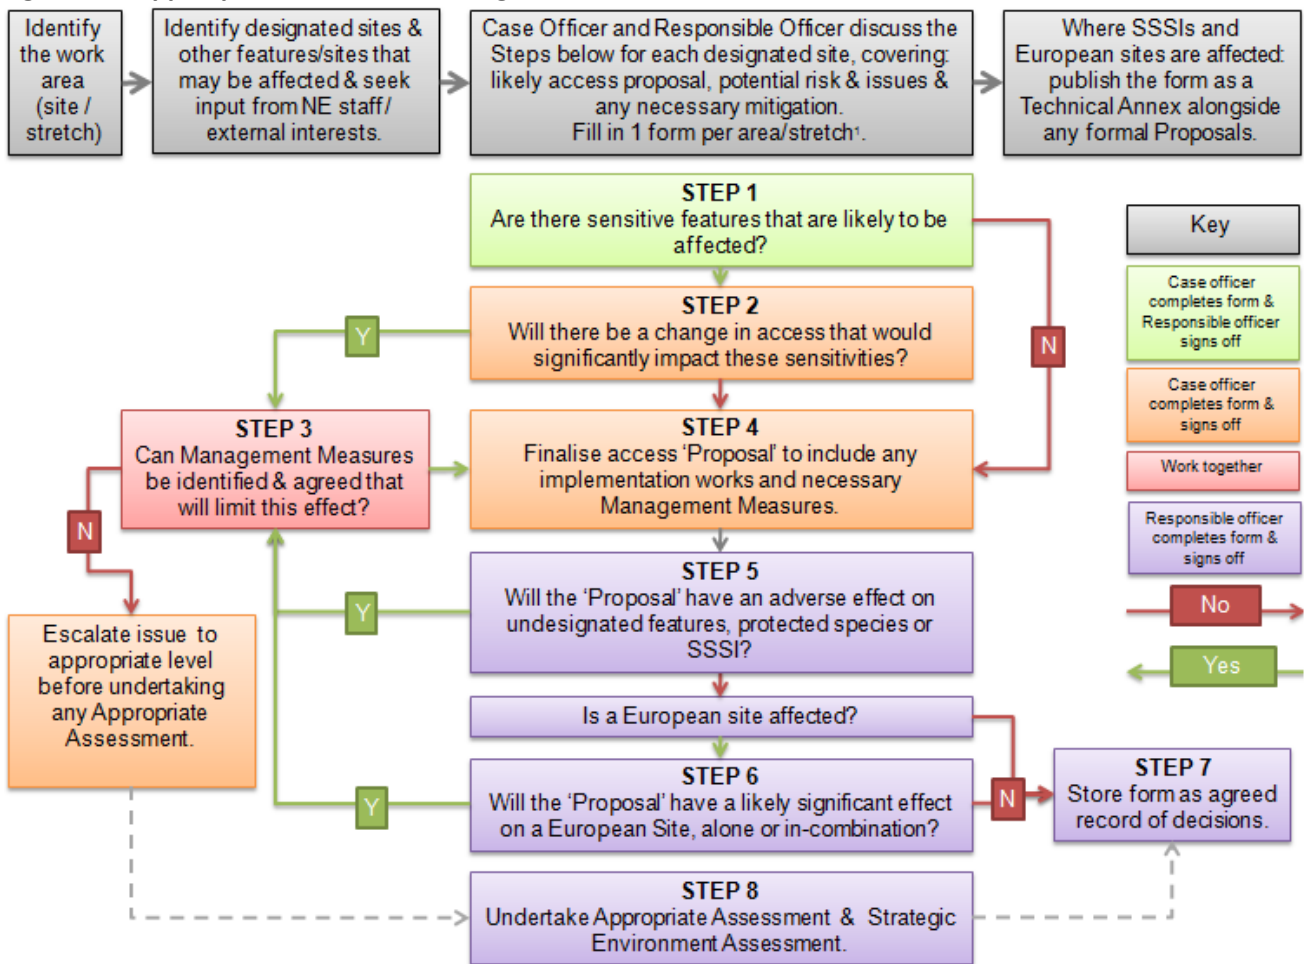 Identify
the work
area
(site /
stretch)
Identify designated sites &
other features/sites that
may be affected & seek
input from NE staff/
external interests.
Case Officer and Responsible Officer discuss the
Steps below for each designated site, covering:
likely access proposal, potential risk & issues &
any necessary mitigation.
Fill in 1 form per area/stretch¹.
Where SSSIs and
European sites are affected:
publish the form as a
Technical Annex alongside
any formal Proposals.
STEP 1
Are there sensitive features that are likely to be
affected?
STEP 2
Will there be a change in access that would
significantly impact these sensitivities?
Y
N
STEP 3
Can Management Measures
be identified & agreed that
will limit this effect?
STEP 4
Finalise access ‘Proposal’ to include any
implementation works and necessary
Management Measures.
N
STEP 5
Will the ‘Proposal’ have an adverse effect on
undesignated features, protected species or
SSSI?
Y
Escalate issue to
appropriate level
before undertaking
any Appropriate
Assessment.
Is a European site affected?
STEP 6
Will the ‘Proposal’ have a likely significant effect
on a European Site, alone or in-combination?
Y
N
STEP 7
Store form as agreed
record of decisions.
STEP 8
Undertake Appropriate Assessment & Strategic
Environment Assessment.
Key
Case officer
completes form &
Responsible officer
signs off
Case officer
completes form &
signs off
Work together
Responsible officer
completes form &
signs off
No
Yes